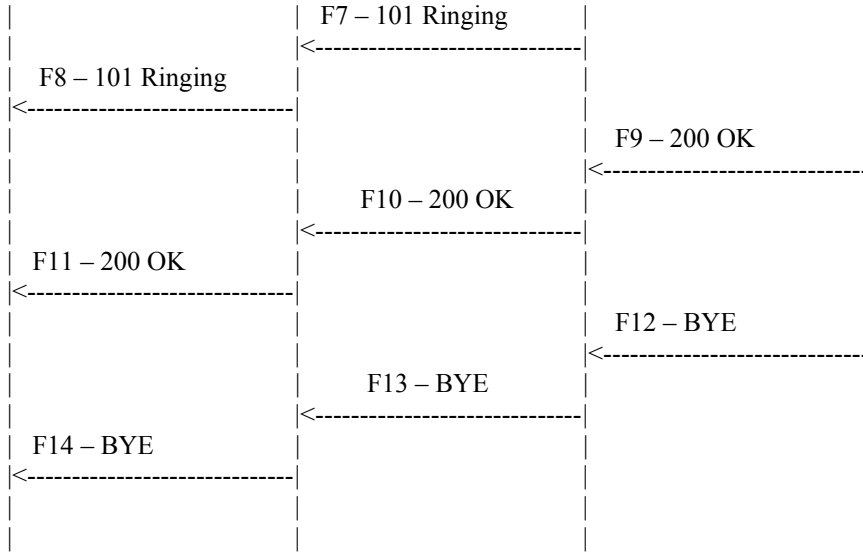 F7 – 101 Ringing
F8 – 101 Ringing
F9 – 200 OK
F10 – 200 OK
F11 – 200 OK
F12 – BYE
F13 – BYE
F14 – BYE